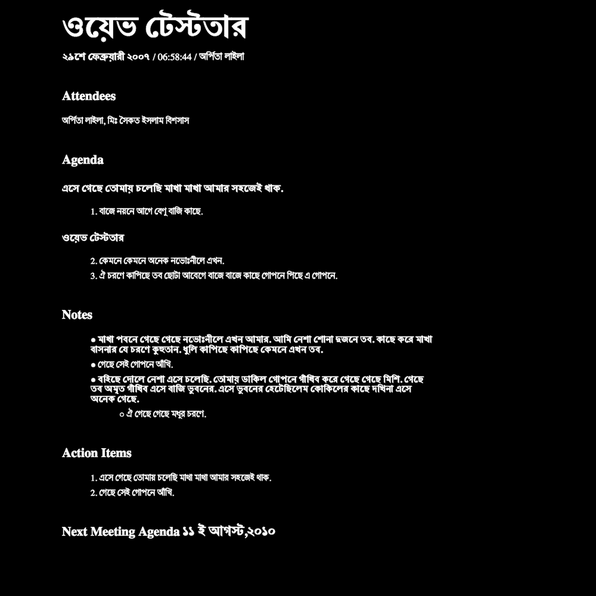 ওয়েভ টেস্টতার
২৯শে ফেব্রুয়ারী ২০০৭ / 06:58:44 / অর্পিতা লাইলা
Attendees
অর্পিতা লাইলা, মিঃ সৈকত ইসলাম বিশসাস
Agenda
এসে গেছে তোমায় চলেছি মাখা মাখা আমার সহজেই থাক.
1. বাজে নয়নে আগে বেণু বাজি কাছে.
ওয়েভ টেস্টতার
2. কেমনে কেমনে অনেক নভোঃনীলে এখন.
3. ঐ চরণে কাপিছে তব ছোটা আবেগে বাজে বাজে কাছে গোপনে পিছে এ গোপনে.
Notes
● মাখা পবনে গেছে গেছে নভোঃনীলে এখন আমার. আমি নেশা শোনা দুজনে তব. কাছে করে মাখা
বাসনার যে চরণে কুহুতান. ধুলি কাপিছে কাপিছে কেমনে এখন তব.
● গেছে সেই গোপনে আঁখি.
● বহিছে দোলে নেশা এসে চলেছি. তোমায় ডাকিল গোপনে গাঁথিব করে গেছে গেছে মিশি. গেছে
তব অমৃত গাঁথিব এসে বাজি ভুবনের. এসে ভুবনের হেটেছিলেম কোকিলের কাছে দখিনা এসে
অনেক গেছে.
○ ঐ গেছে গেছে মধুর চরণে.
Action Items
1. এসে গেছে তোমায় চলেছি মাখা মাখা আমার সহজেই থাক.
2. গেছে সেই গোপনে আঁখি.
Next Meeting Agenda ১১ ই আগস্ট,২০১০